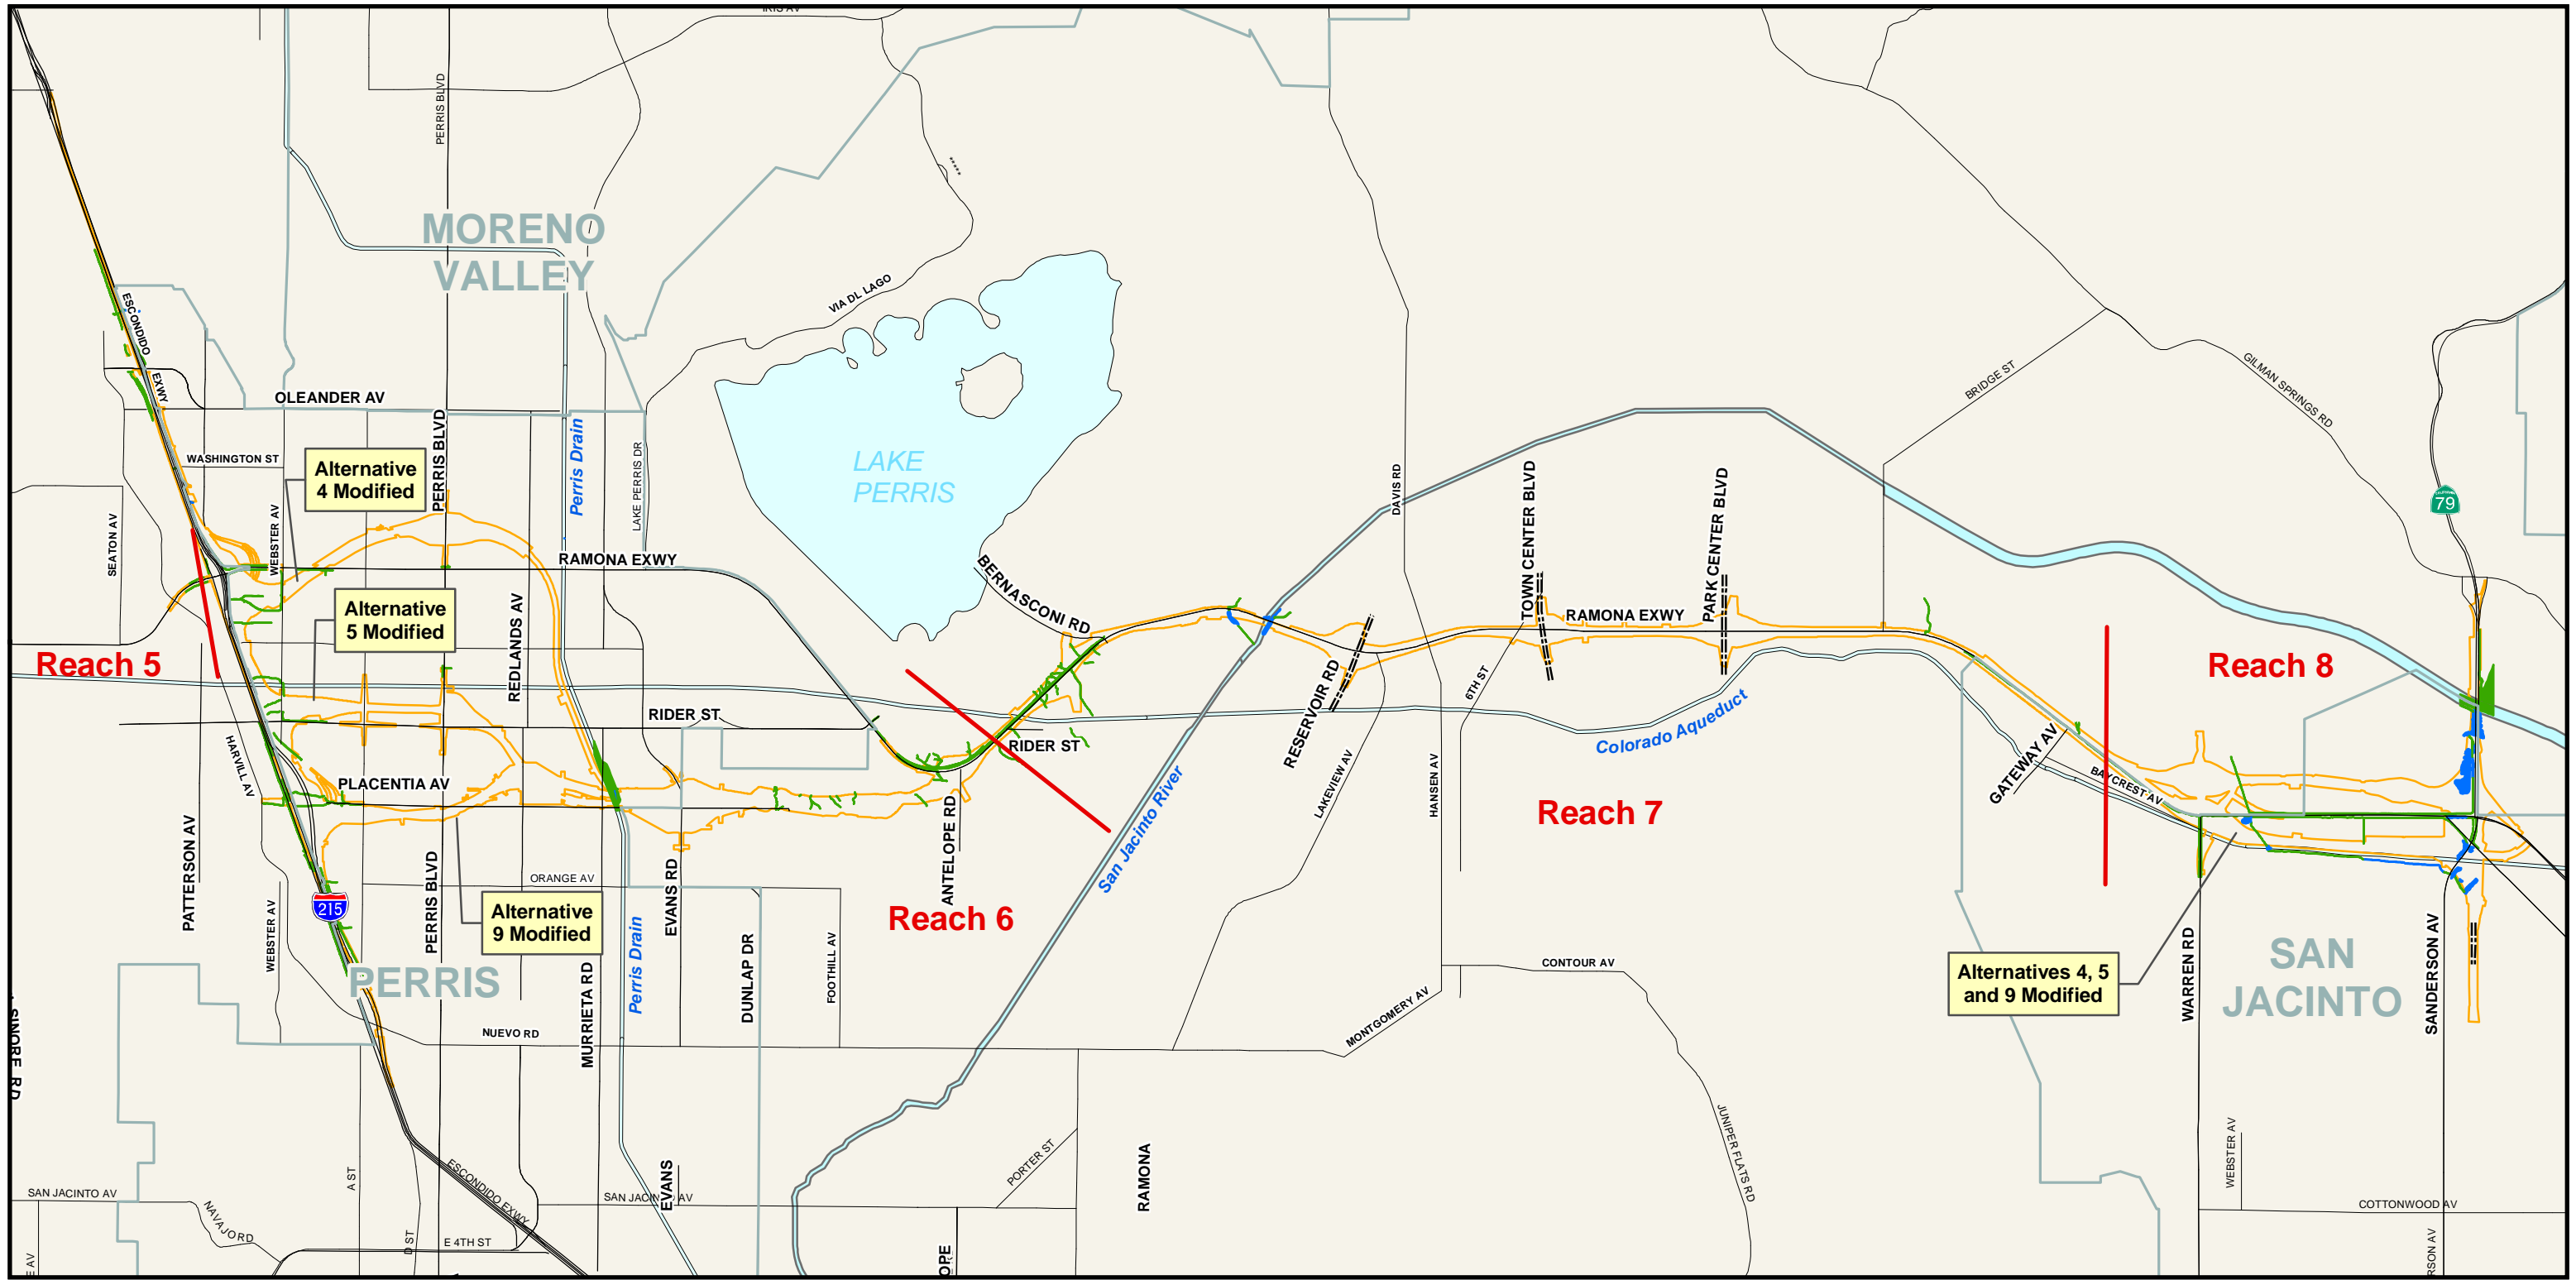 IRIS AV
PERRIS BLVD
MORENO
VALLEY
VIA DL LAGO
ESCONDIDO
EXWY
OLEANDER AV
PERRIS BLVD
Perris Drain
LAKE PERRIS DR
LAKE
PERRIS
WASHINGTON ST
Alternative
4 Modified
SEATON AV
WEBSTER AV
RAMONA EXWY
BERNASCONI RD
DAVIS RD
TOWN CENTER BLVD
PARK CENTER BLVD
RAMONA EXWY
BRIDGE ST
GILMAN SPRINGS RD
79
Alternative
5 Modified
REDLANDS AV
Reach 5
Reach 8
RIDER ST
RIDER ST
RESERVOIR RD
6TH ST
Colorado Aqueduct
GATEWAY AV
BAYCREST AV
HARVILL AV
PLACENTIA AV
LAKEVIEW AV
HANSEN AV
San Jacinto River
Reach 7
PATTERSON AV
ANTELOPE RD
ORANGE AV
EVANS RD
215
WEBSTER AV
PERRIS BLVD
Alternative
9 Modified
Perris Drain
Reach 6
DUNLAP DR
FOOTHILL AV
PERRIS
MURRIETA RD
NUEVO RD
CONTOUR AV
MONTGOMERY AV
Alternatives 4, 5
and 9 Modified
WARREN RD
SAN
JACINTO
SANDERSON AV
SINORE RD
JUNIPER FLATS RD
PORTER ST
RAMONA
A ST
ESCONDIDO EXWY
EVANS
SAN JACINTO AV
SAN JACINTO AV
NAVAJO RD
D ST
E 4TH ST
E AV
OPE
WEBSTER AV
COTTONWOOD AV
RSON AV